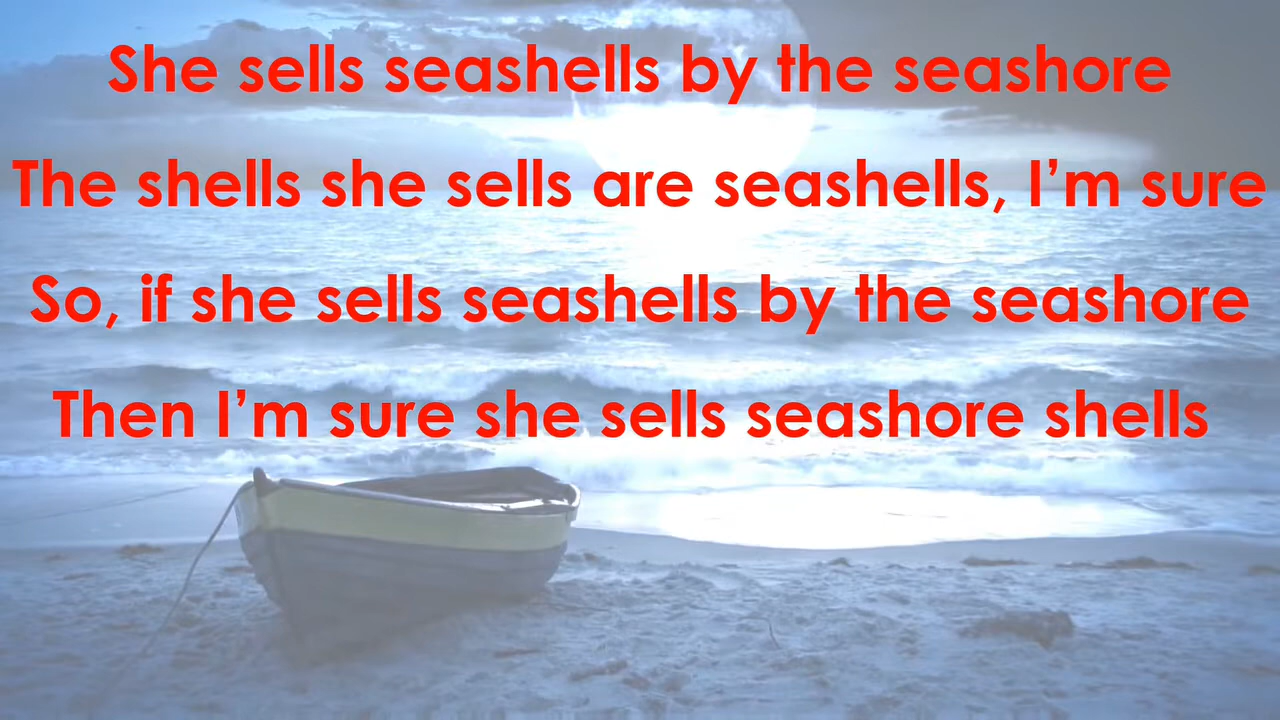 She sells seashells by the seashore
The shells she sells are seashells, I’m sure
So, if she sells seashells by the seashore
Then I’m sure she sells seashore shells